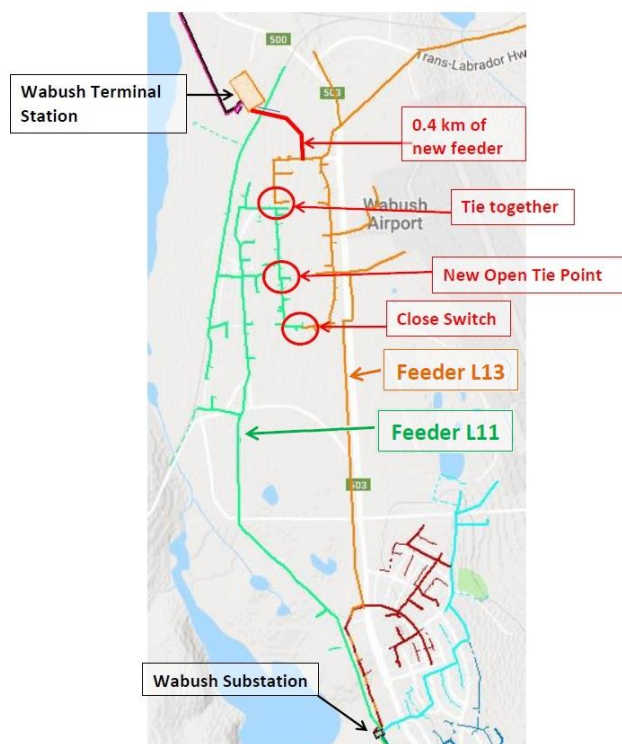 500
Trans-Labrador Hw
503
Wabush Terminal
Station
0.4 km of
new feeder
Tie together
Wabush
Airport
New Open Tie Point
Close Switch
Feeder L13
Feeder L11
503
Wabush Substation